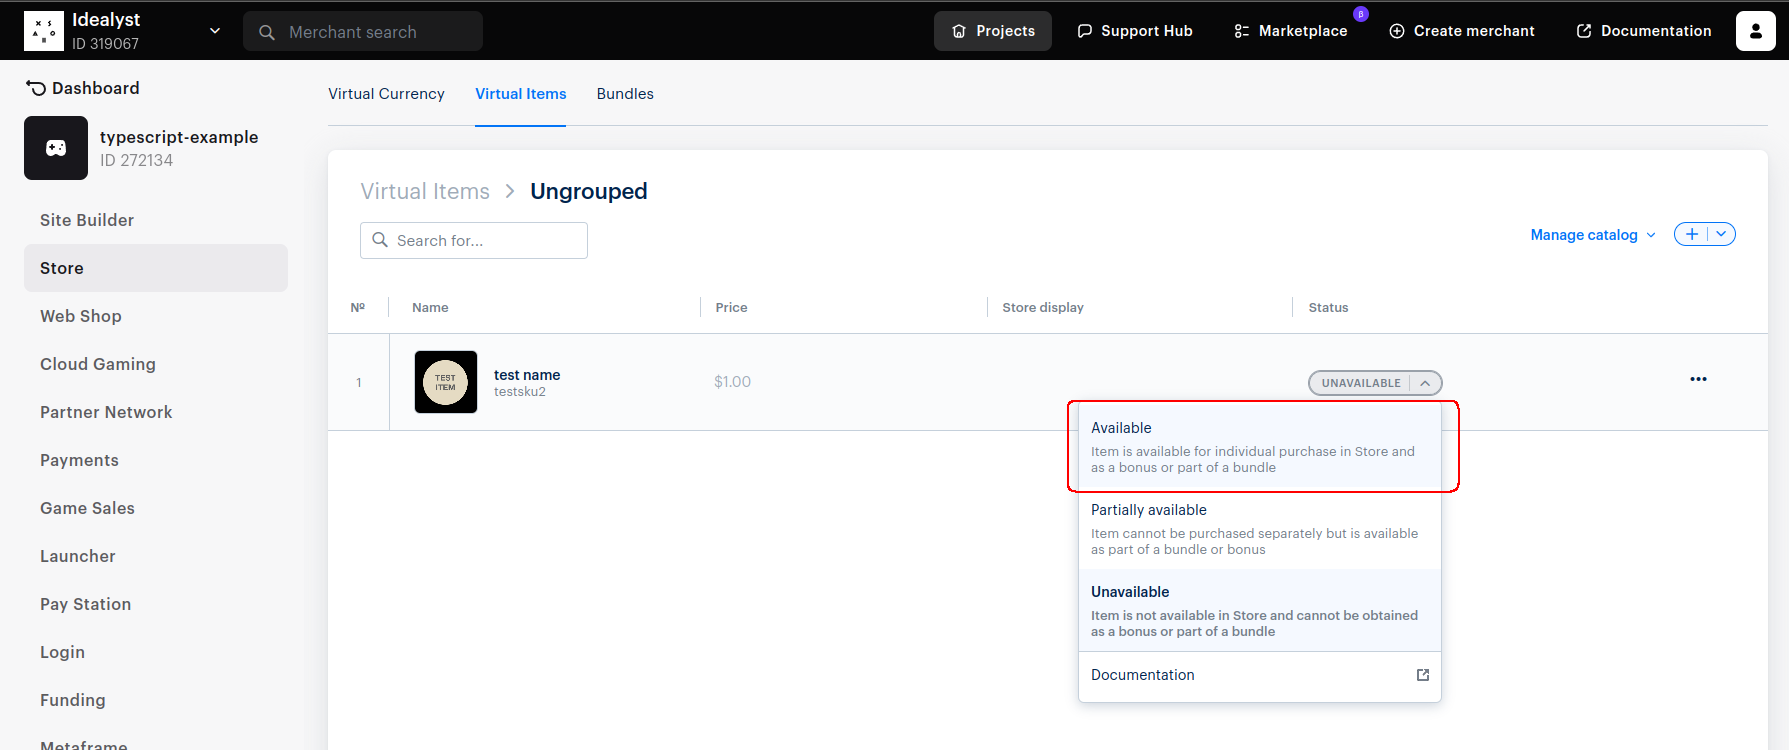 Idealyst
ID 319067
Merchant search
Projects
Support Hub
Marketplace
β
Create merchant
Documentation
Dashboard
typescript-example
ID 272134
Site Builder
Store
Web Shop
Cloud Gaming
Partner Network
Payments
Game Sales
Launcher
Pay Station
Login
Funding
Metaframe
Virtual Currency
Virtual Items
Bundles
Virtual Items > Ungrouped
Search for...
Manage catalog
Nº
Name
Price
Store display
Status
1
TEST
ITEM
test name
testsku2
$1.00
UNAVAILABLE
Available
Item is available for individual purchase in Store and
as a bonus or part of a bundle
Partially available
Item cannot be purchased separately but is available
as part of a bundle or bonus
Unavailable
Item is not available in Store and cannot be obtained
as a bonus or part of a bundle
Documentation